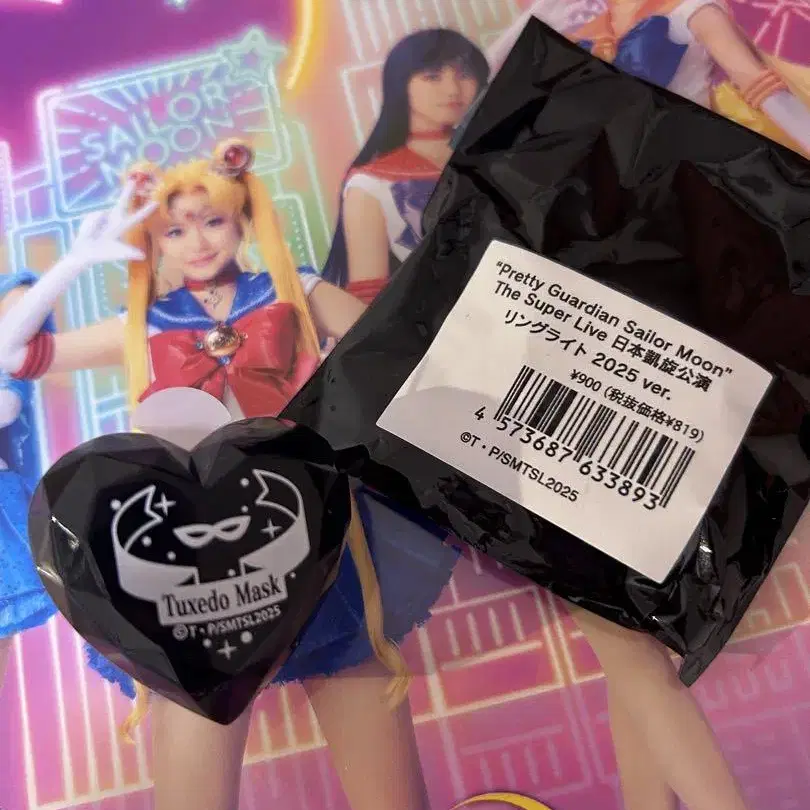 SAILOR
MOON
"Pretty Guardian Sailor Moon"
The Super Live 日本凱旋公演
リングライト 2025 ver.
¥900 (税抜価格¥819)
4 573687 633893
©T・P/SMTSL2025
Tuxedo Mask
©T・P/SMTSL2025